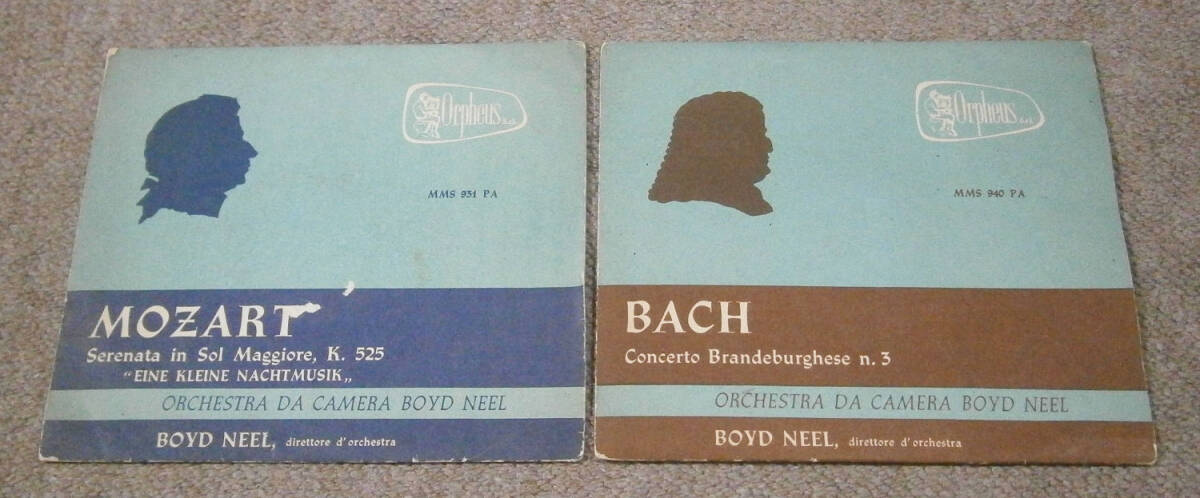 Orpheus
MMS 931 PA
MOZART
Serenata in Sol Maggiore, K. 525
"EINE KLEINE NACHTMUSIK„
ORCHESTRA DA CAMERA BOYD NEEL
BOYD NEEL, direttore d'orchestra
Orpheus
MMS 940 PA
BACH
Concerto Brandeburghese n. 3
ORCHESTRA DA CAMERA BOYD NEEL
BOYD NEEL, direttore d'orchestra